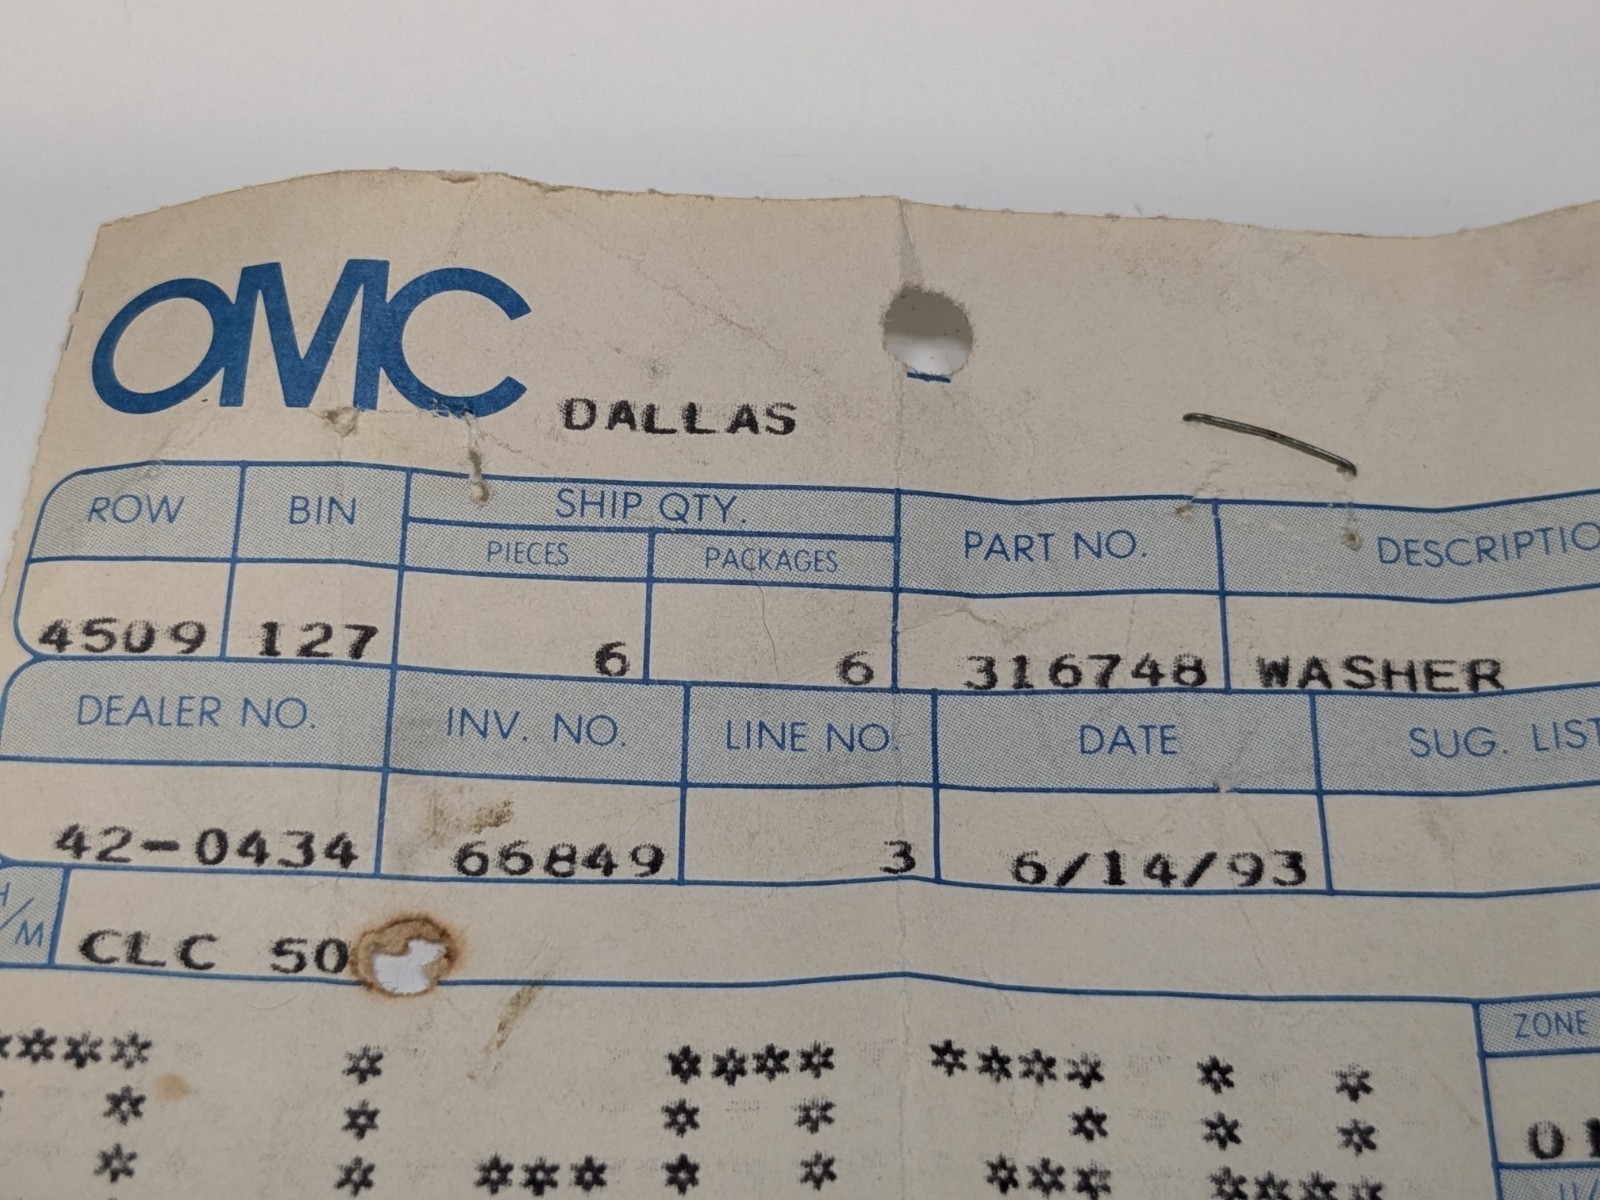 OMC DALLAS
ROW BIN SHIP QTY. PART NO. DESCRIPTIO
PIECES PACKAGES
4509 127 6 6 316748 WASHER
DEALER NO. INV. NO. LINE NO. DATE SUG. LIST
42-0434 66849 3 6/14/93
H/M CLC 50
ZONE